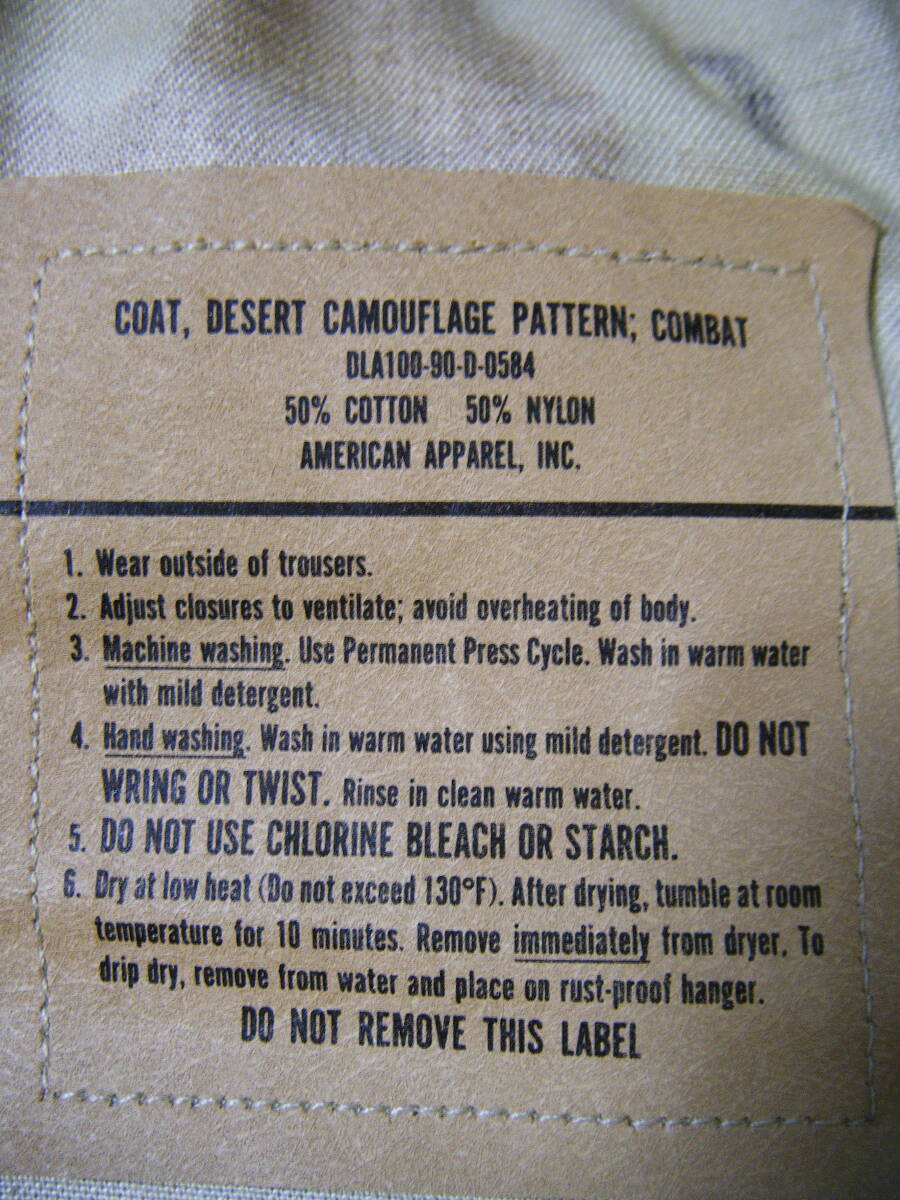 COAT, DESERT CAMOUFLAGE PATTERN; COMBAT
DLA100-90-D-0584
50% COTTON 50% NYLON
AMERICAN APPAREL, INC.
1. Wear outside of trousers.
2. Adjust closures to ventilate; avoid overheating of body.
3. Machine washing. Use Permanent Press Cycle. Wash in warm water
with mild detergent.
4. Hand washing. Wash in warm water using mild detergent. DO NOT
WRING OR TWIST. Rinse in clean warm water.
5. DO NOT USE CHLORINE BLEACH OR STARCH.
6. Dry at low heat (Do not exceed 130°F). After drying, tumble at room
temperature for 10 minutes. Remove immediately from dryer. To
drip dry, remove from water and place on rust-proof hanger.
DO NOT REMOVE THIS LABEL